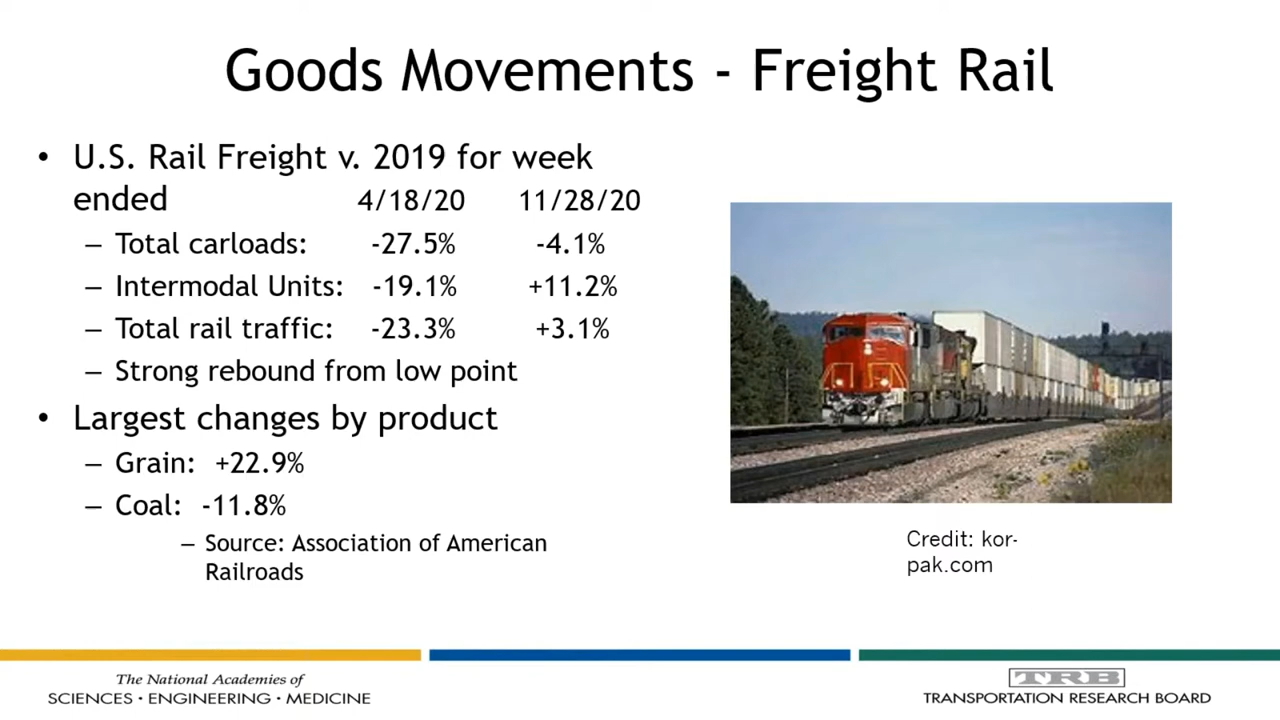 Goods Movements - Freight Rail
• U.S. Rail Freight v. 2019 for week
ended 4/18/20 11/28/20
– Total carloads: -27.5% -4.1%
– Intermodal Units: -19.1% +11.2%
– Total rail traffic: -23.3% +3.1%
– Strong rebound from low point
• Largest changes by product
– Grain: +22.9%
– Coal: -11.8%
– Source: Association of American
Railroads
Credit: kor-
pak.com
The National Academies of
SCIENCES • ENGINEERING • MEDICINE
TRB
TRANSPORTATION RESEARCH BOARD